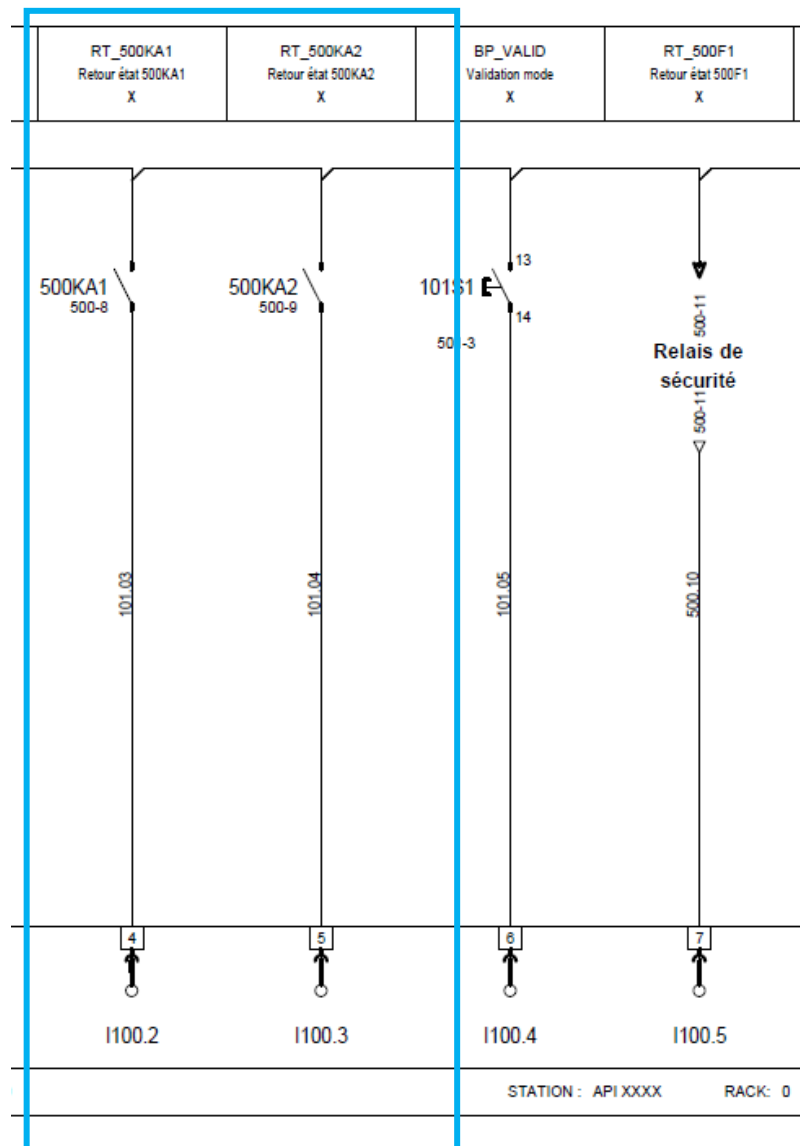 RT_500KA1
Retour état 500KA1
X
RT_500KA2
Retour état 500KA2
X
BP_VALID
Validation mode
X
RT_500F1
Retour état 500F1
X
500KA1
500-8
500KA2
500-9
101S1
13
14
500-11
Relais de
sécurité
500-11
101.03
101.04
101.05
500.10
4
5
6
7
I100.2
I100.3
I100.4
I100.5
STATION : API XXXX
RACK: 0